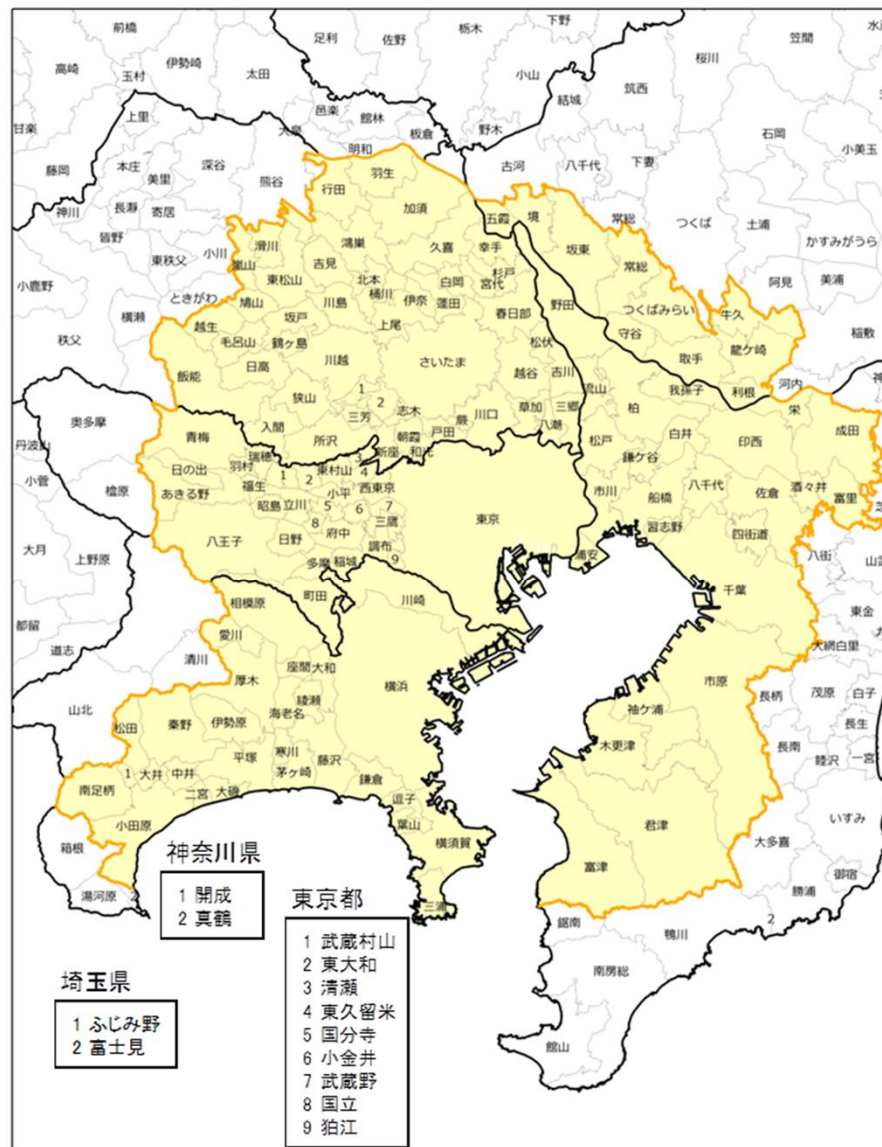 前橋
伊勢崎
足利
佐野
栃木
下野
笠間
高崎
玉村
太田
小山
筑西
桜川
結城
上里
邑楽
館林
板倉
野木
甘楽
明和
石岡
藤岡
本庄
美里
深谷
熊谷
古河
八千代
下妻
小美玉
行田
羽生
神川
長瀞
寄居
加須
五霞
境
常総
つくば
土浦
皆野
小川
滑川
鴻巣
久喜
幸手
坂東
かすみがうら
東秩父
嵐山
東松山
吉見
北本
白岡
杉戸
宮代
常総
阿見
美浦
小鹿野
ときがわ
鳩山
川島
桶川
伊奈
蓮田
野田
つくばみらい
牛久
横瀬
越生
坂戸
上尾
春日部
守谷
龍ケ崎
稲敷
秩父
毛呂山
鶴ヶ島
川越
さいたま
松伏
取手
飯能
日高
越谷
吉川
流山
我孫子
利根
河内
狭山
1
2
三芳
志木
川口
草加
三郷
柏
栄
奥多摩
入間
所沢
朝霞
戸田
蕨
八潮
白井
印西
成田
青梅
新座
和光
松戸
鎌ケ谷
丹波山
瑞穂
羽村
日の出
東村山
3
4
西東京
八千代
酒々井
小菅
檜原
あきる野
福生
1
2
小平
市川
船橋
佐倉
富里
昭島
立川
5
6
7
三鷹
東京
習志野
四街道
8
府中
大月
上野原
八王子
日野
調布
浦安
八街
多摩
稲城
9
千葉
相模原
町田
川崎
東金
都留
道志
愛川
大網白里
清川
座間
大和
横浜
市原
厚木
長柄
茂原
白子
山北
綾瀬
松田
秦野
伊勢原
海老名
袖ケ浦
長生
木更津
長南
睦沢
一宮
平塚
寒川
藤沢
1
大井
中井
茅ヶ崎
鎌倉
南足柄
二宮
大磯
逗子
葉山
君津
いすみ
小田原
横須賀
箱根
富津
大多喜
御宿
湯河原
2
三浦
勝浦
鋸南
鴨川
2
南房総
館山
神奈川県
1 開成
2 真鶴
東京都
1 武蔵村山
2 東大和
3 清瀬
4 東久留米
5 国分寺
6 小金井
7 武蔵野
8 国立
9 狛江
埼玉県
1 ふじみ野
2 富士見